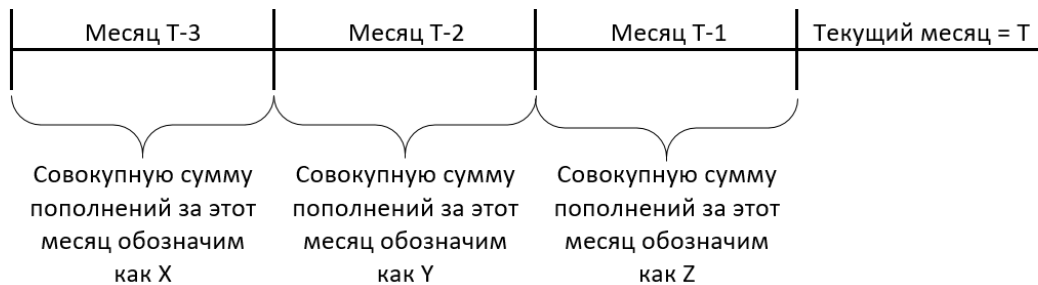 Месяц T-3
Месяц T-2
Месяц T-1
Текущий месяц = T
Совокупную сумму
пополнений за этот
месяц обозначим
как X
Совокупную сумму
пополнений за этот
месяц обозначим
как Y
Совокупную сумму
пополнений за этот
месяц обозначим
как Z